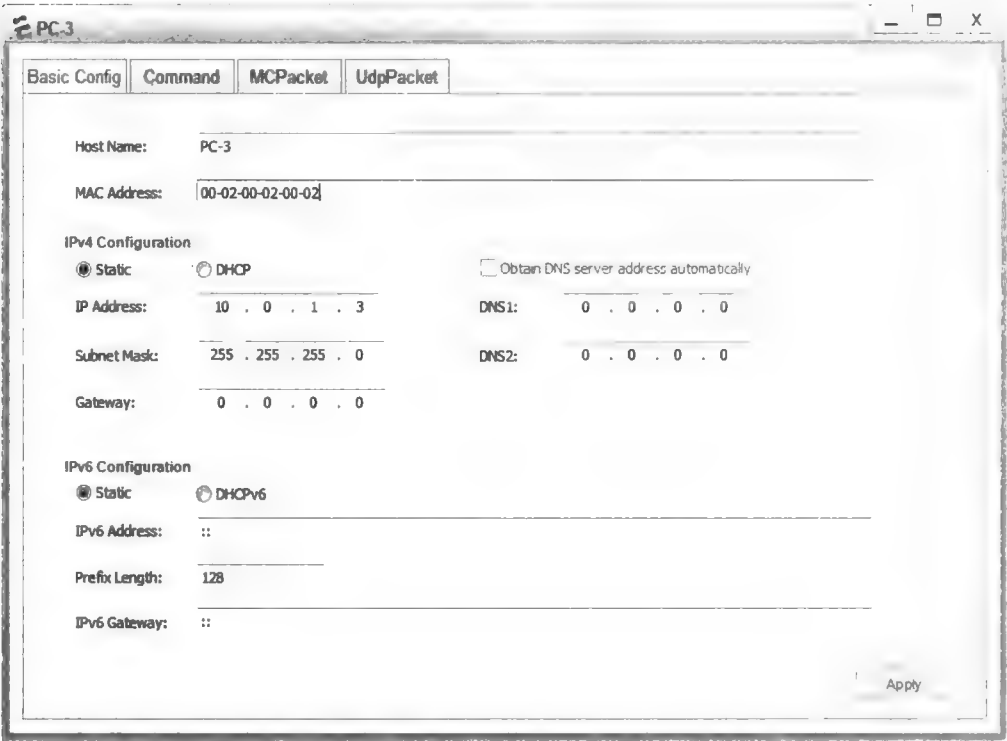 PC-3
Basic Config Command MCPacket UdpPacket
Host Name: PC-3
MAC Address: 00-02-00-02-00-02
IPv4 Configuration
Static DHCP Obtain DNS server address automatically
IP Address: 10 . 0 . 1 . 3 DNS1: 0 . 0 . 0 . 0
Subnet Mask: 255 . 255 . 255 . 0 DNS2: 0 . 0 . 0 . 0
Gateway: 0 . 0 . 0 . 0
IPv6 Configuration
Static DHCPv6
IPv6 Address: ::
Prefix Length: 128
IPv6 Gateway: ::
Apply